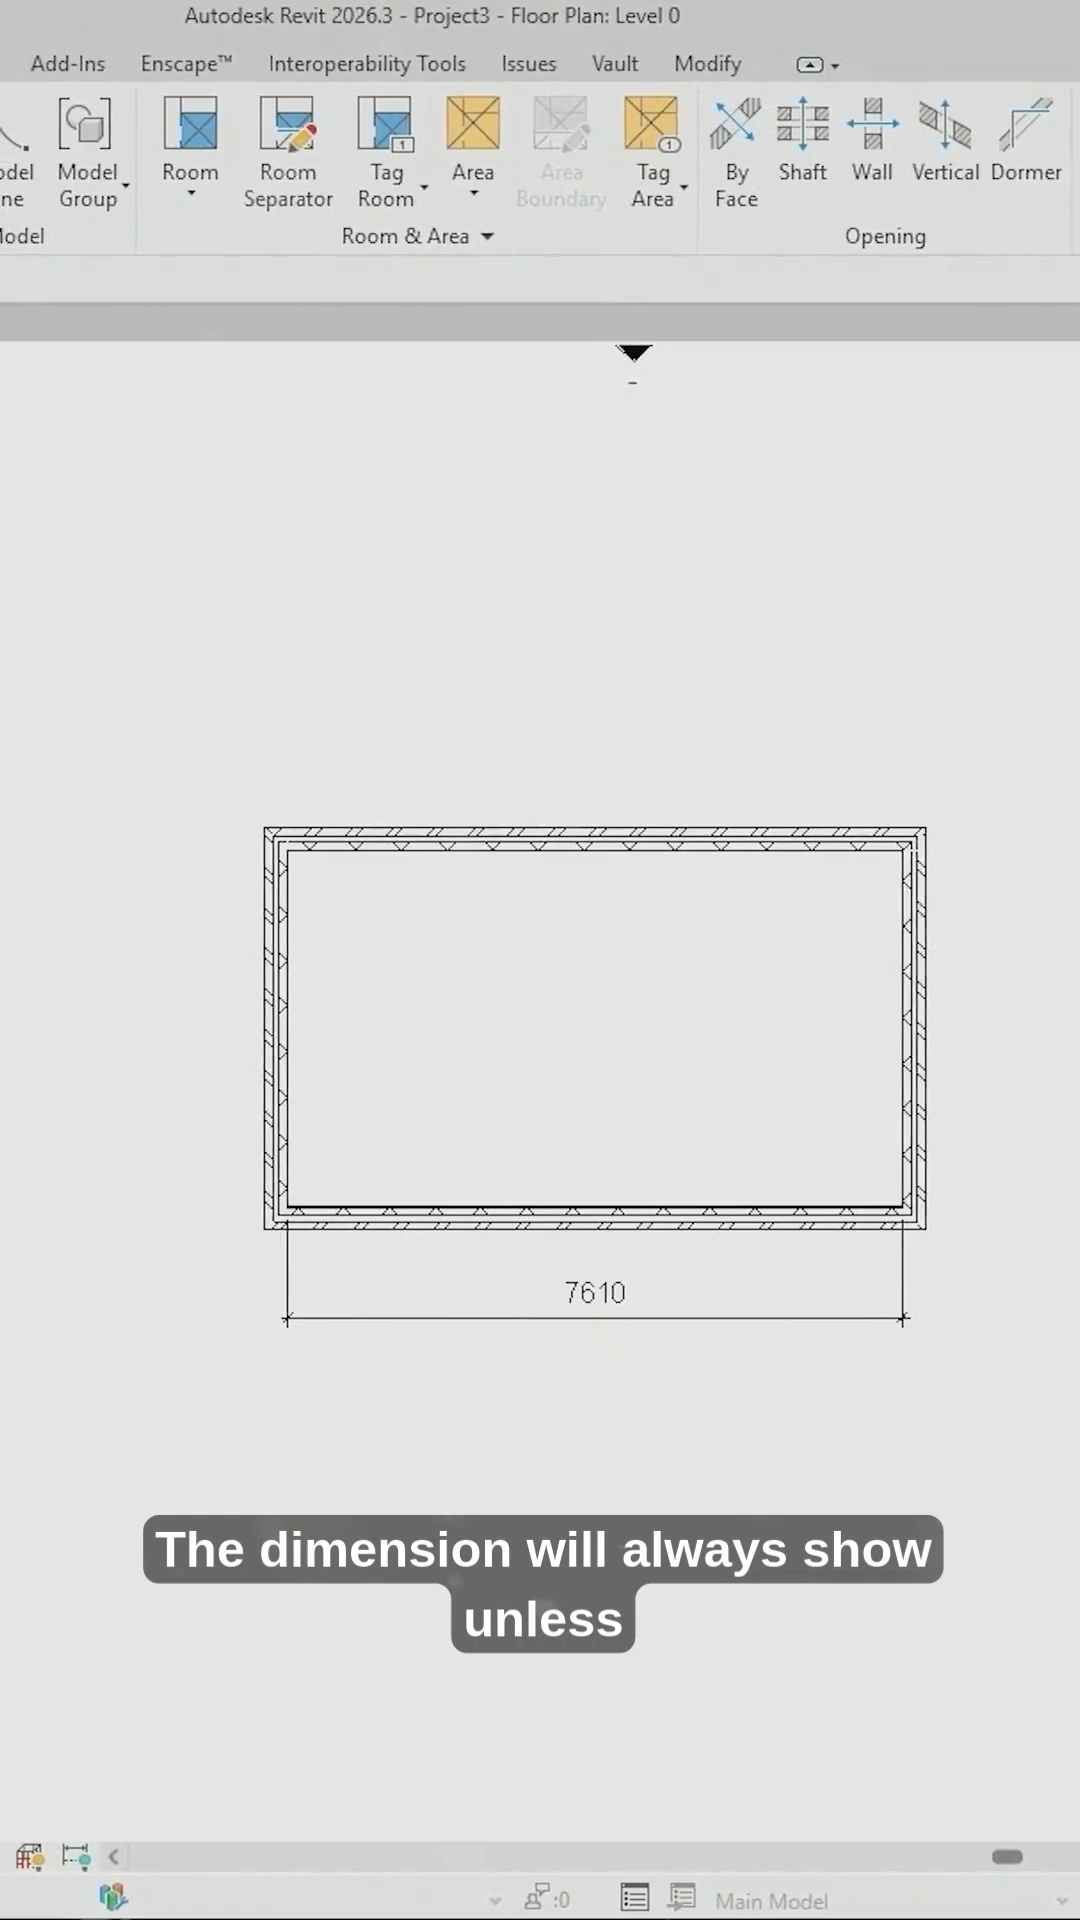 Autodesk Revit 2026.3 - Project3 - Floor Plan: Level 0
Add-Ins Enscape™ Interoperability Tools Issues Vault Modify
Model Group
Room
Room Separator
Tag Room
Area
Area Boundary
Tag Area
By Face
Shaft
Wall
Vertical
Dormer
Room & Area
Opening
7610
The dimension will always show
unless
:0
Main Model